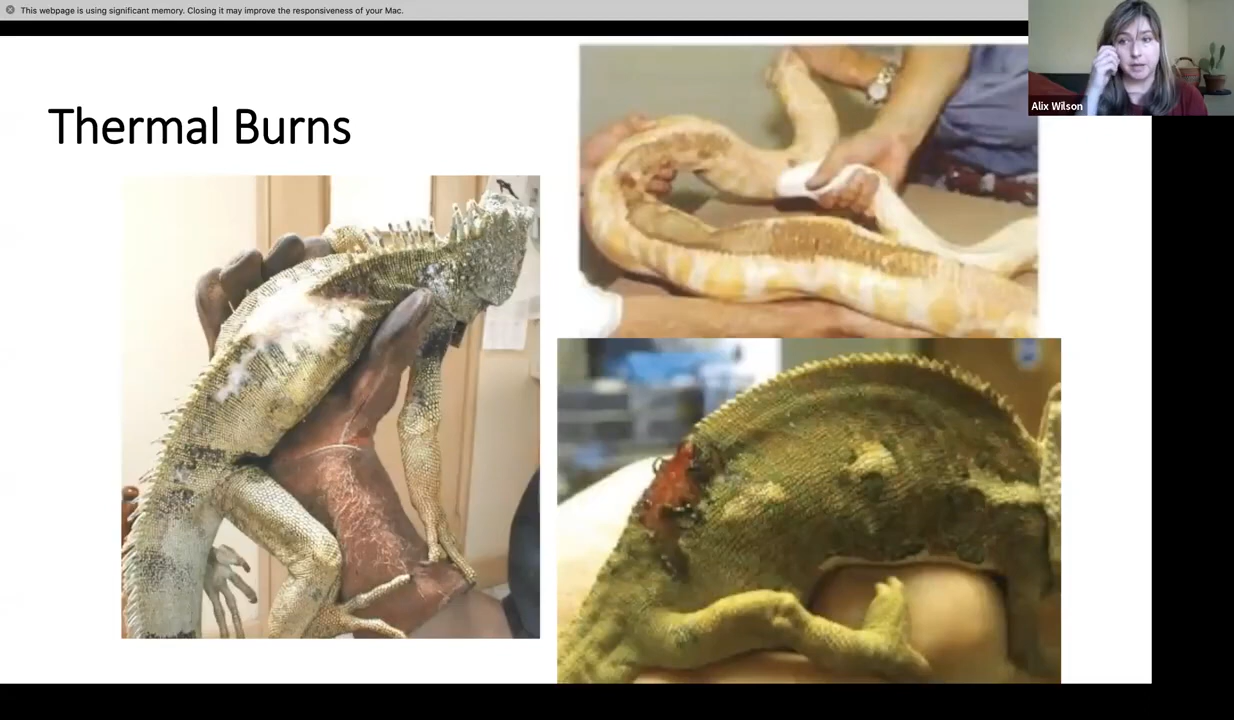 This webpage is using significant memory. Closing it may improve the responsiveness of your Mac.
Alix Wilson
Thermal Burns